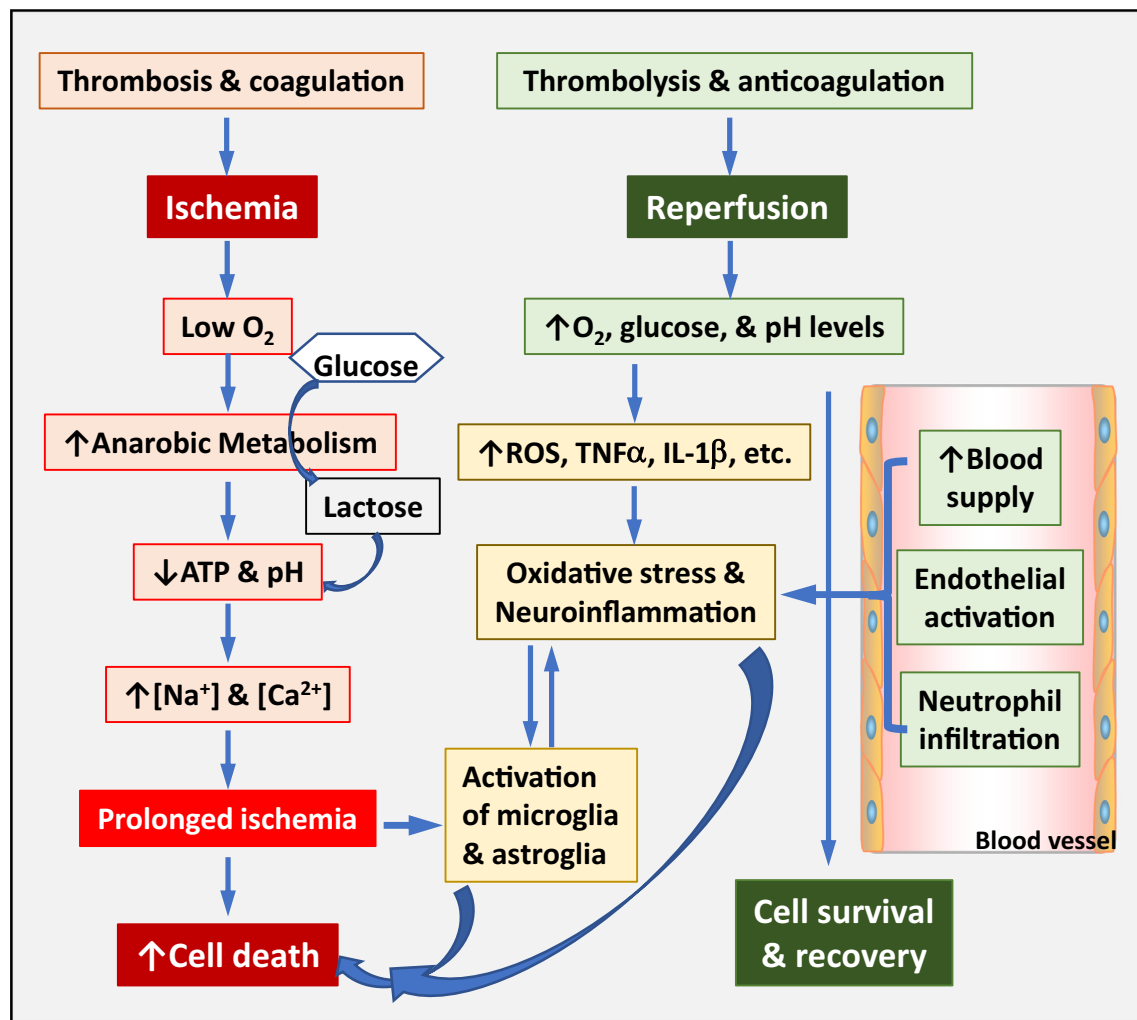 Thrombosis & coagulation
Ischemia
Low O₂
Glucose
↑Anarobic Metabolism
Lactose
↓ATP & pH
↑[Na⁺] & [Ca²⁺]
Prolonged ischemia
↑Cell death
Thrombolysis & anticoagulation
Reperfusion
↑O₂, glucose, & pH levels
↑ROS, TNFα, IL-1β, etc.
Oxidative stress &
Neuroinflammation
Activation
of microglia
& astroglia
↑Blood
supply
Endothelial
activation
Neutrophil
infiltration
Blood vessel
Cell survival
& recovery